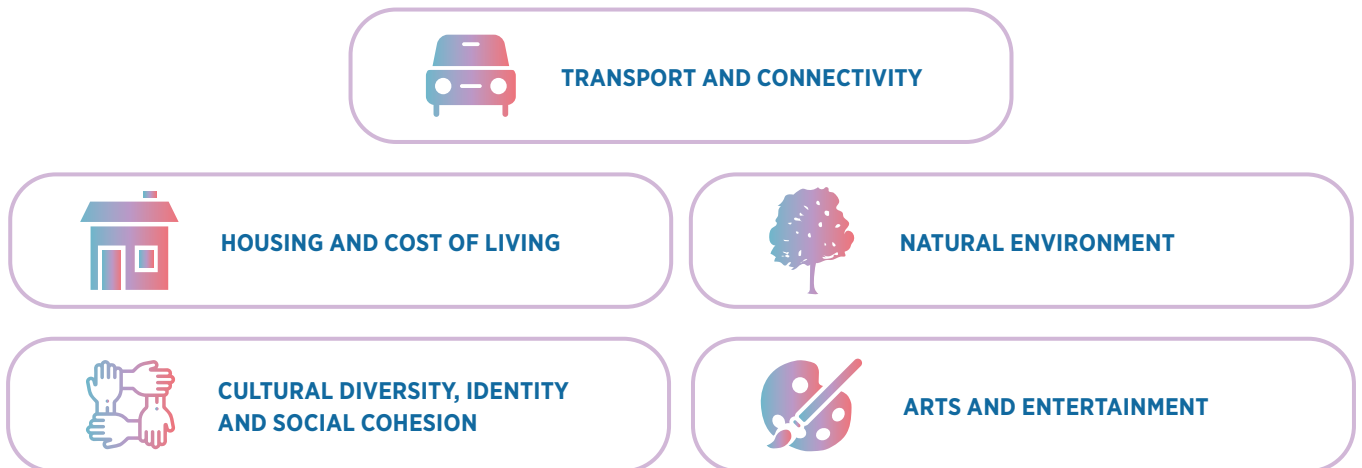 TRANSPORT AND CONNECTIVITY
HOUSING AND COST OF LIVING
NATURAL ENVIRONMENT
CULTURAL DIVERSITY, IDENTITY
AND SOCIAL COHESION
ARTS AND ENTERTAINMENT